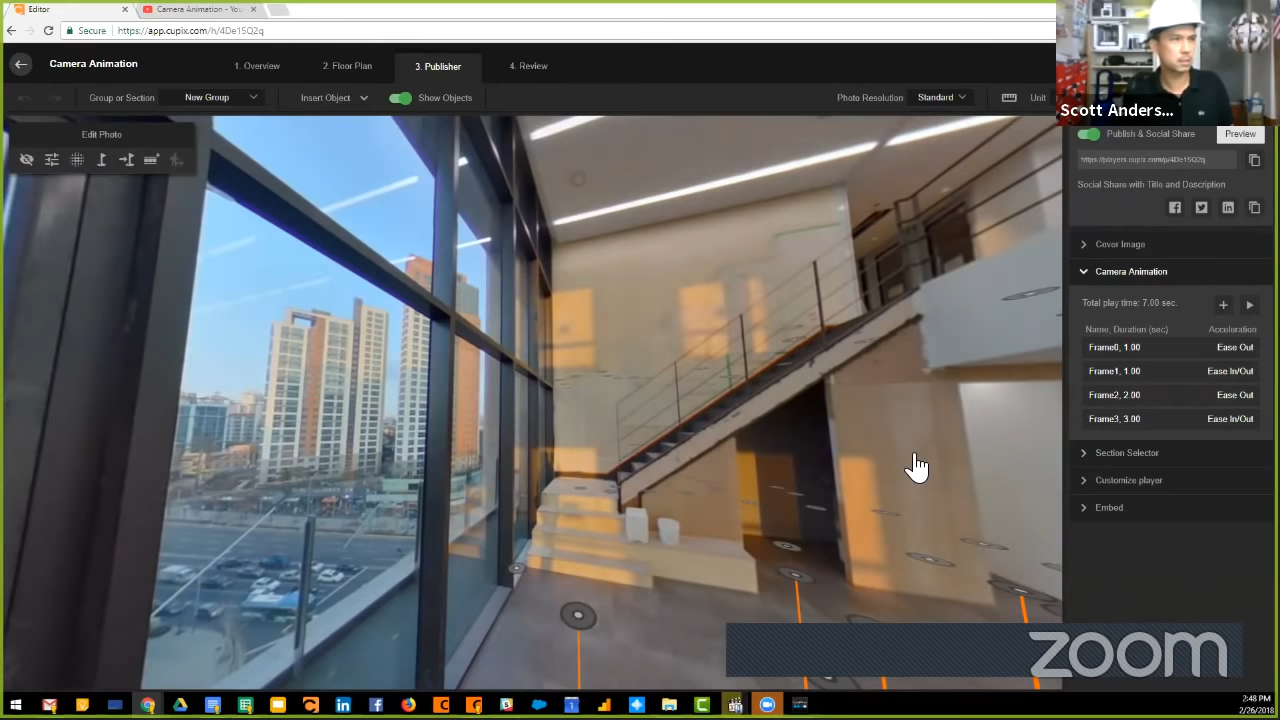 Editor
Camera Animation - You
Secure https://app.cupix.com/h/4De15Q2q
Camera Animation
1. Overview
2. Floor Plan
3. Publisher
4. Review
Group or Section
New Group
Insert Object
Show Objects
Photo Resolution
Standard
Unit
Scott Anders...
Edit Photo
Publish & Social Share
Preview
https://players.cupix.com/p/4De15Q2q
Social Share with Title and Description
Cover Image
Camera Animation
Total play time: 7.00 sec.
Name, Duration (sec) Acceleration
Frame0, 1.00 Ease Out
Frame1, 1.00 Ease In/Out
Frame2, 2.00 Ease Out
Frame3, 3.00 Ease In/Out
Section Selector
Customize player
Embed
zoom
2:48 PM
2/26/2018